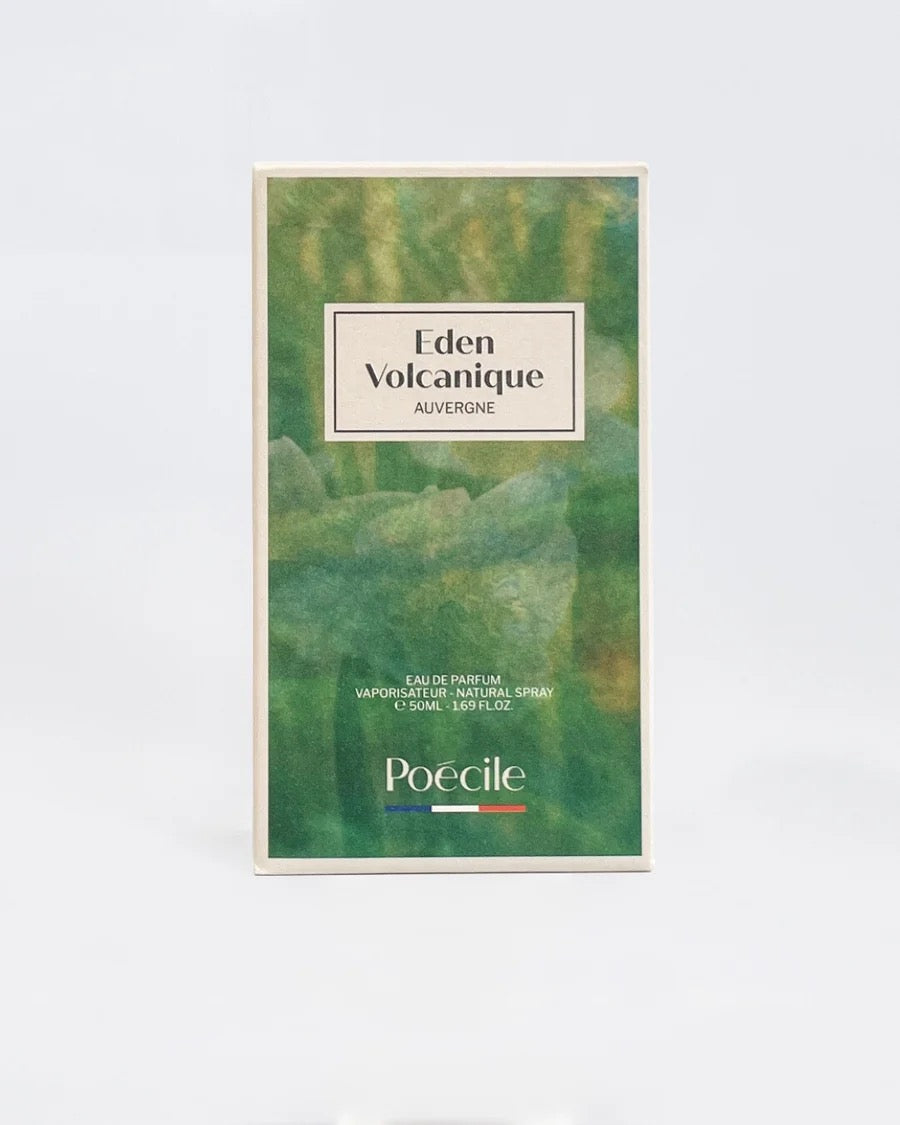 Eden
Volcanique
AUVERGNE
EAU DE PARFUM
VAPORISATEUR - NATURAL SPRAY
℮ 50ML - 1.69 FL.OZ.
Poécile